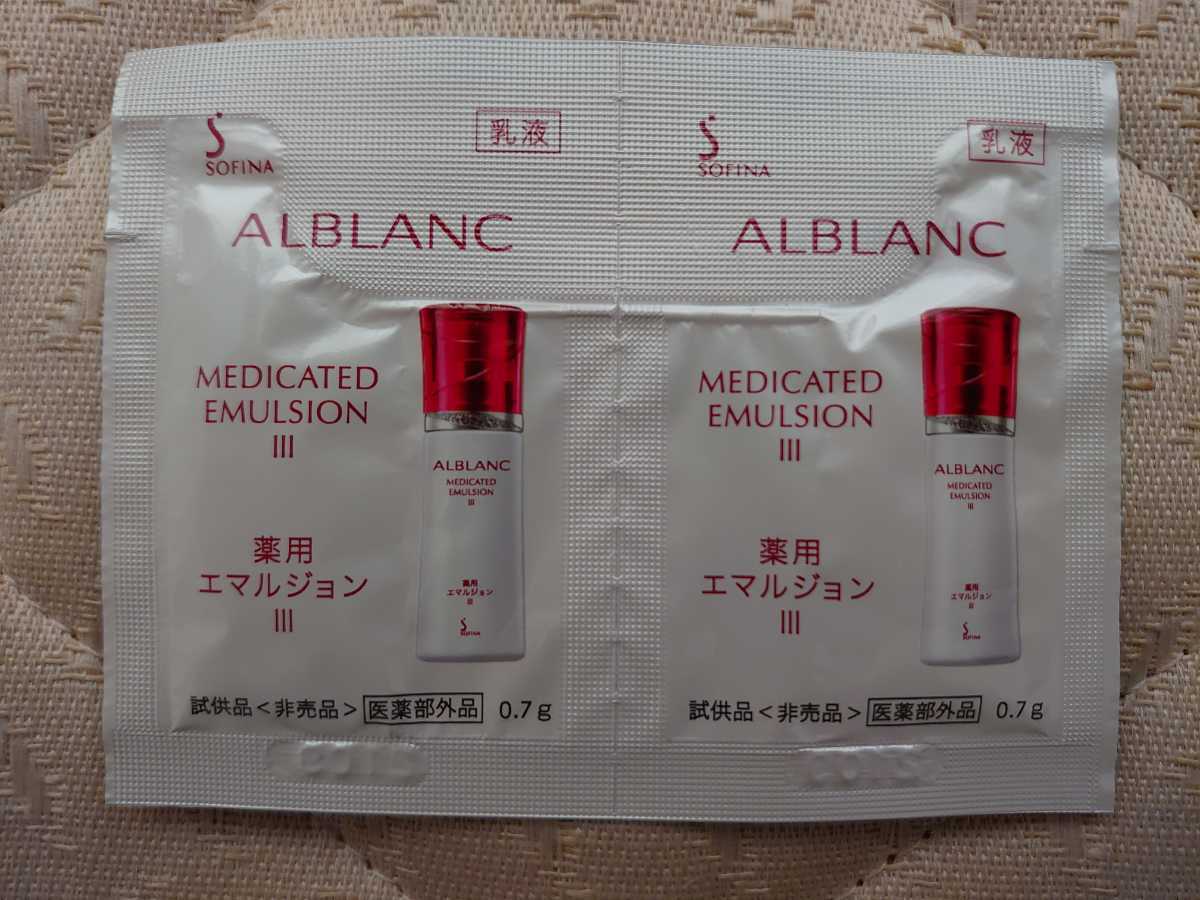 SOFINA
乳液
ALBLANC
MEDICATED
EMULSION
III
薬用
エマルジョン
III
ALBLANC
MEDICATED
EMULSION
III
薬用
エマルジョン
III
SOFINA
試供品<非売品> 医薬部外品 0.7g
SOFINA
乳液
ALBLANC
MEDICATED
EMULSION
III
薬用
エマルジョン
III
ALBLANC
MEDICATED
EMULSION
III
薬用
エマルジョン
III
SOFINA
試供品<非売品> 医薬部外品 0.7g